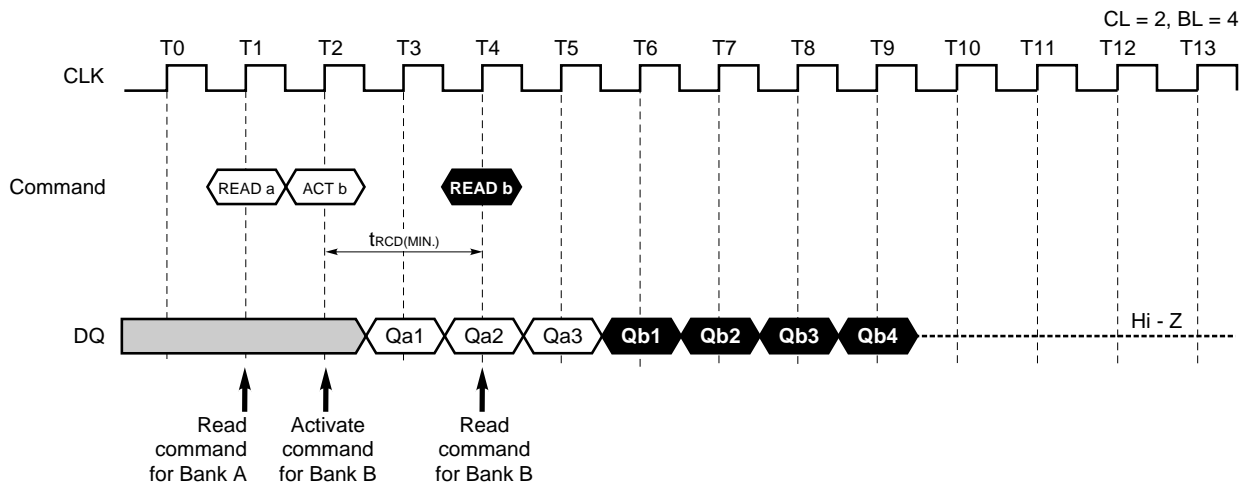 CL = 2, BL = 4
T0 T1 T2 T3 T4 T5 T6 T7 T8 T9 T10 T11 T12 T13
CLK
Command READ a ACT b READ b
tRCD(MIN.)
DQ Qa1 Qa2 Qa3 Qb1 Qb2 Qb3 Qb4 Hi - Z
Read Activate Read
command command command
for Bank A for Bank B for Bank B